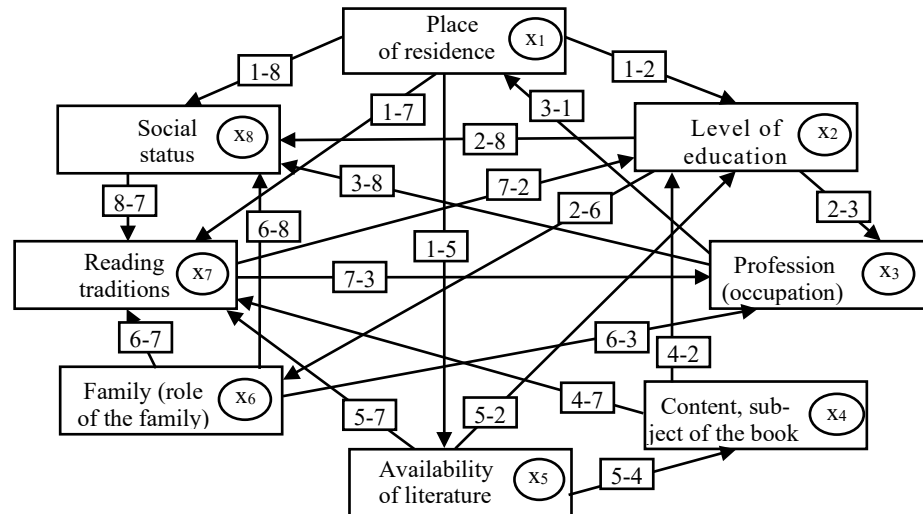 Place
of residence
x1
1-8
1-2
1-7
3-1
Social
status
x8
2-8
Level of
education
x2
3-8
7-2
8-7
6-8
2-6
2-3
1-5
Reading
traditions
x7
7-3
Profession
(occupation)
x3
6-7
6-3
4-2
Family (role
of the family)
x6
5-7
5-2
4-7
Content, sub-
ject of the book
x4
Availability
of literature
x5
5-4